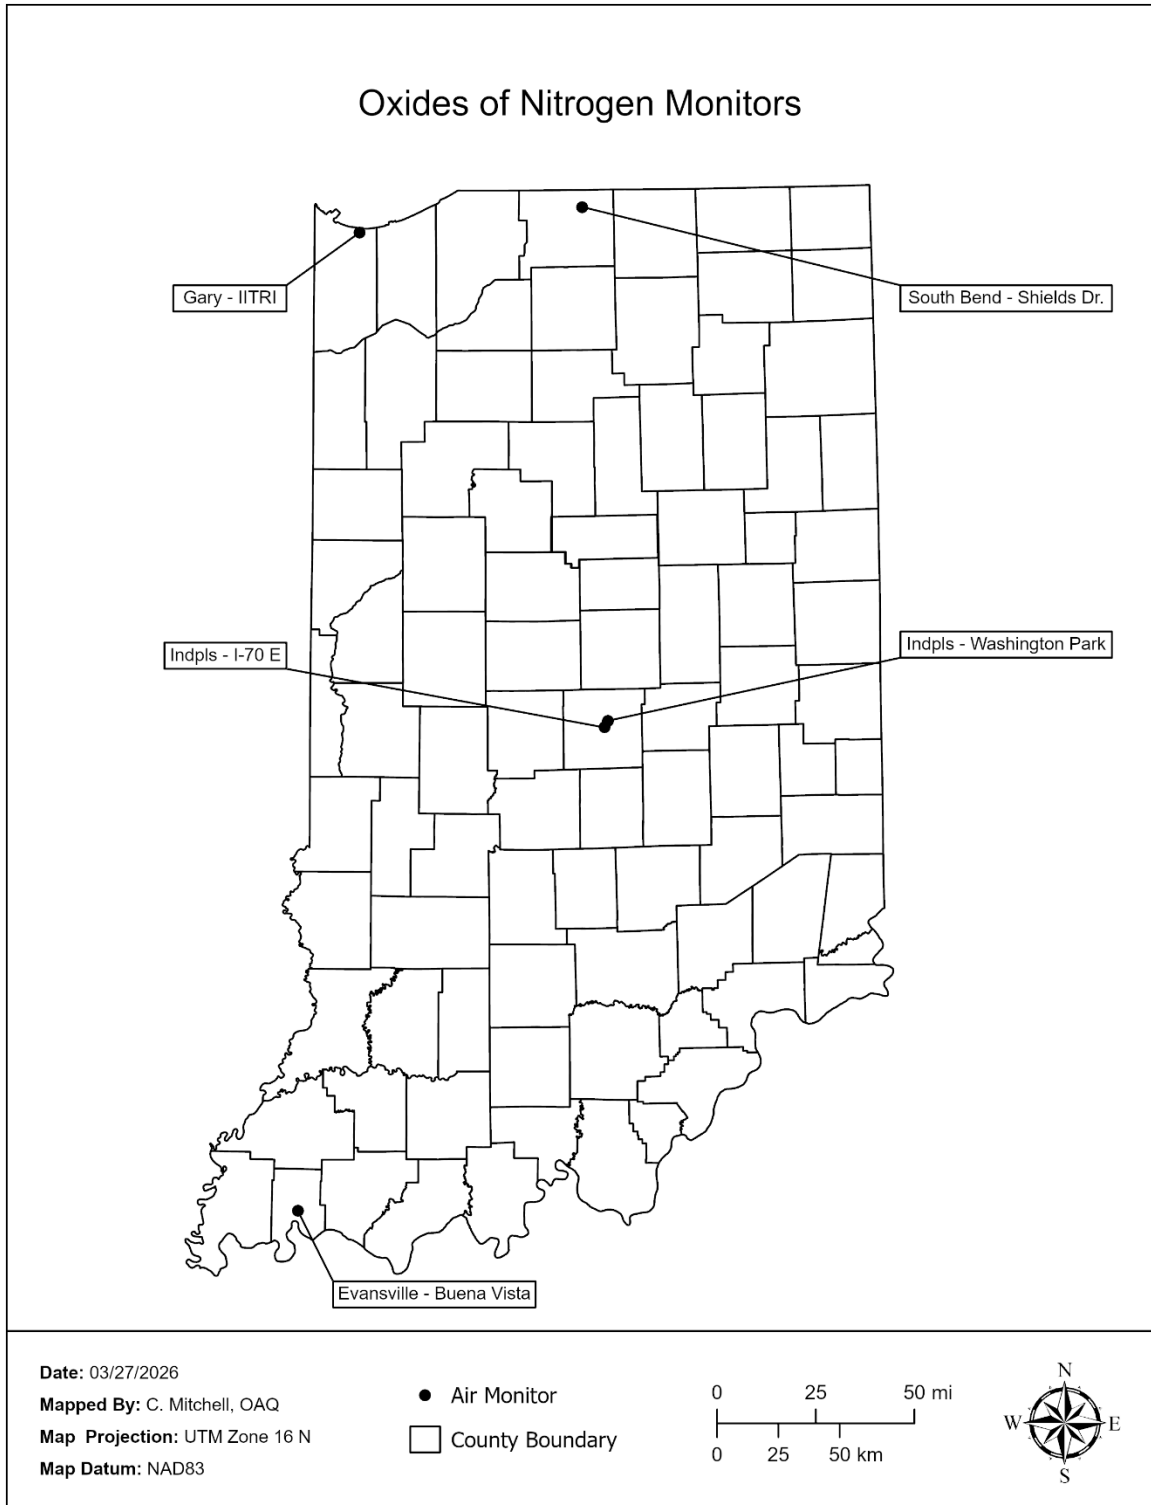 Oxides of Nitrogen Monitors
Gary - IITRI
South Bend - Shields Dr.
Indpls - I-70 E
Indpls - Washington Park
Evansville - Buena Vista
Date: 03/27/2026
Mapped By: C. Mitchell, OAQ
Map Projection: UTM Zone 16 N
Map Datum: NAD83
Air Monitor
County Boundary
0 25 50 mi
0 25 50 km
N
W E
S